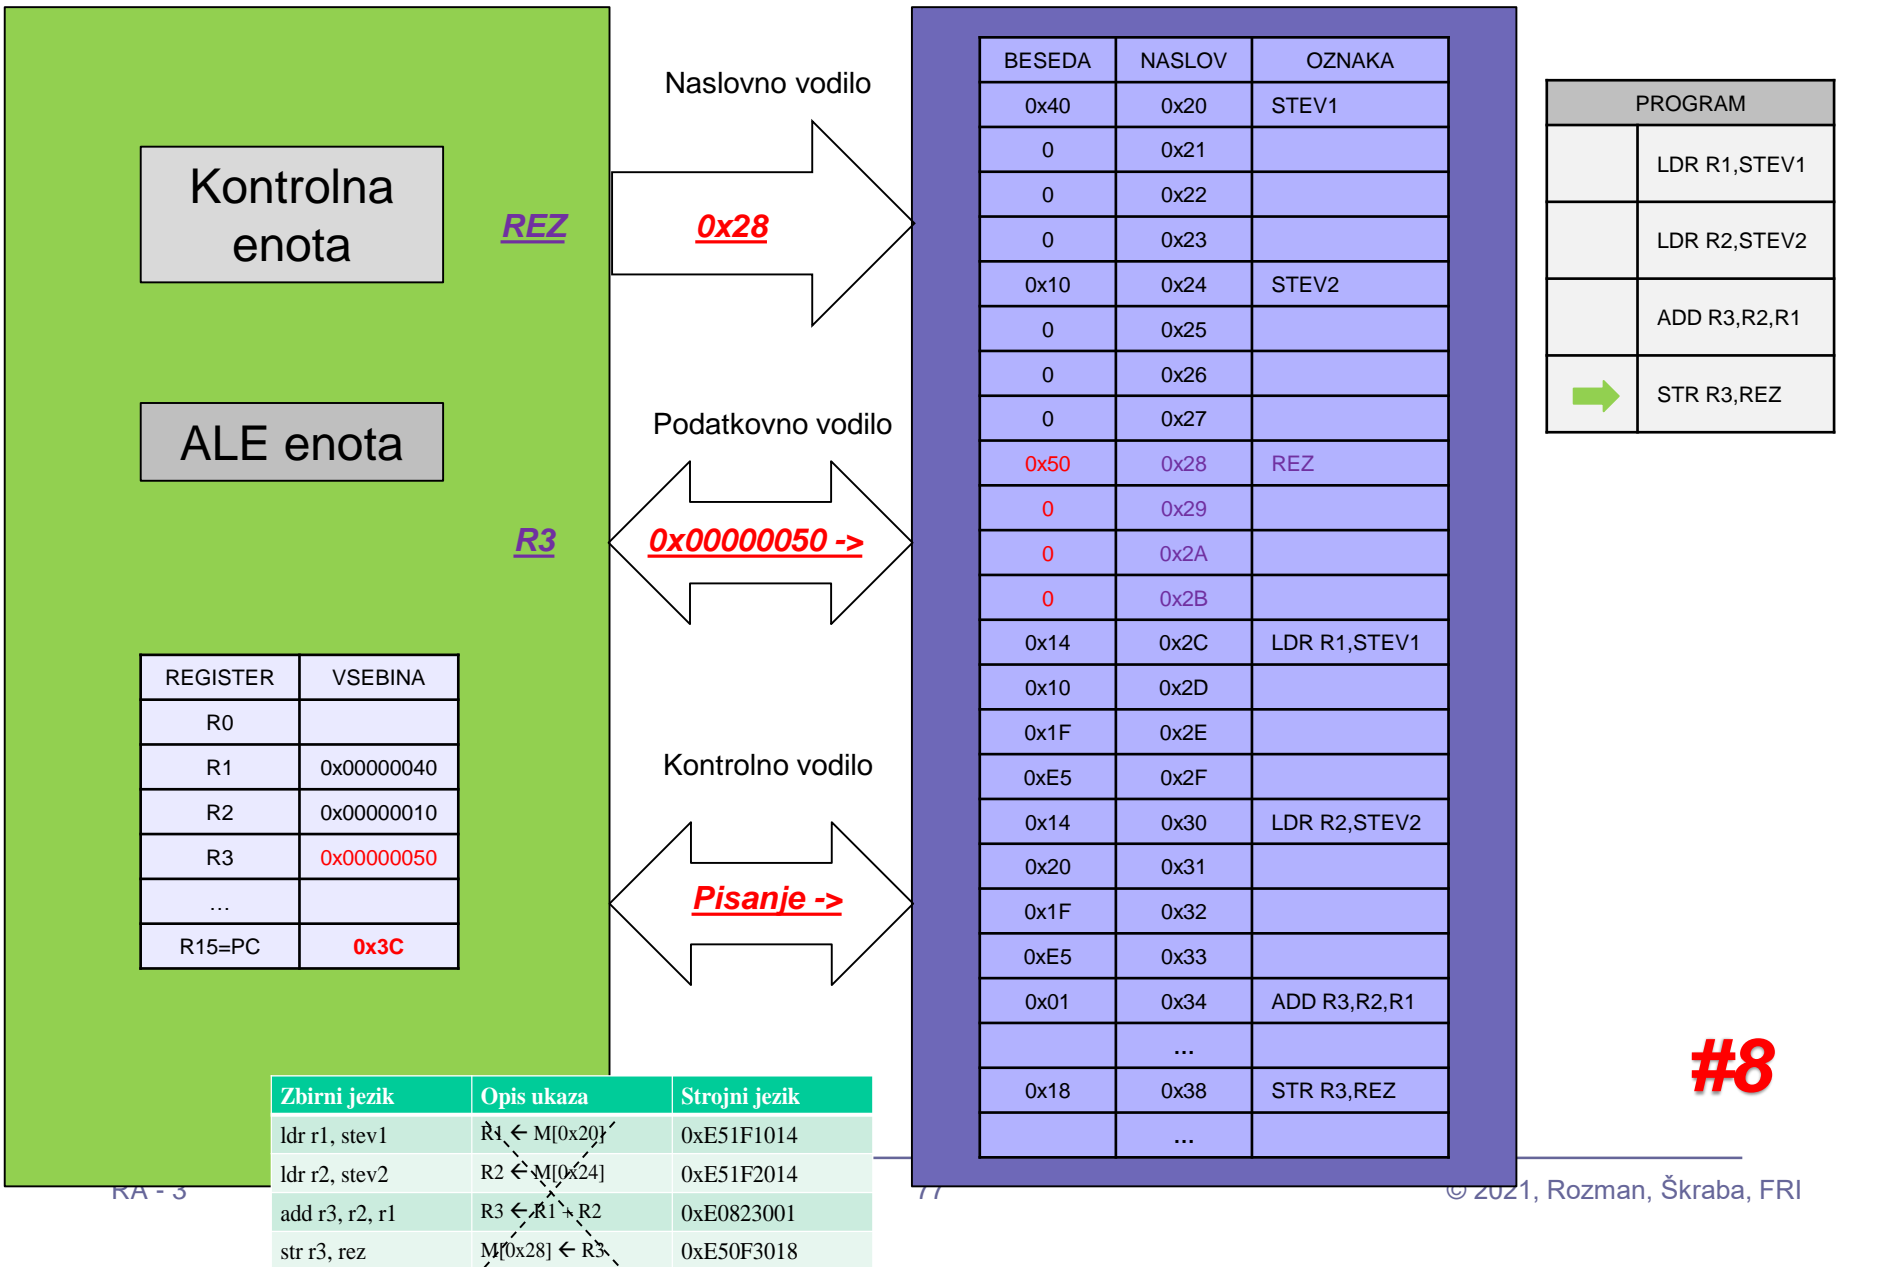 Kontrolna
enota
REZ
ALE enota
R3
REGISTER VSEBINA
R0
R1 0x00000040
R2 0x00000010
R3 0x00000050
…
R15=PC 0x3C
Naslovno vodilo
0x28
Podatkovno vodilo
0x00000050 ->
Kontrolno vodilo
Pisanje ->
BESEDA NASLOV OZNAKA
0x40 0x20 STEV1
0 0x21
0 0x22
0 0x23
0x10 0x24 STEV2
0 0x25
0 0x26
0 0x27
0x50 0x28 REZ
0 0x29
0 0x2A
0 0x2B
0x14 0x2C LDR R1,STEV1
0x10 0x2D
0x1F 0x2E
0xE5 0x2F
0x14 0x30 LDR R2,STEV2
0x20 0x31
0x1F 0x32
0xE5 0x33
0x01 0x34 ADD R3,R2,R1
...
0x18 0x38 STR R3,REZ
...
PROGRAM
LDR R1,STEV1
LDR R2,STEV2
ADD R3,R2,R1
STR R3,REZ
#8
Zbirni jezik Opis ukaza Strojni jezik
ldr r1, stev1 R1 ← M[0x20] 0xE51F1014
ldr r2, stev2 R2 ← M[0x24] 0xE51F2014
add r3, r2, r1 R3 ← R1 + R2 0xE0823001
str r3, rez M[0x28] ← R3 0xE50F3018
RA - 3
77
© 2021, Rozman, Škraba, FRI